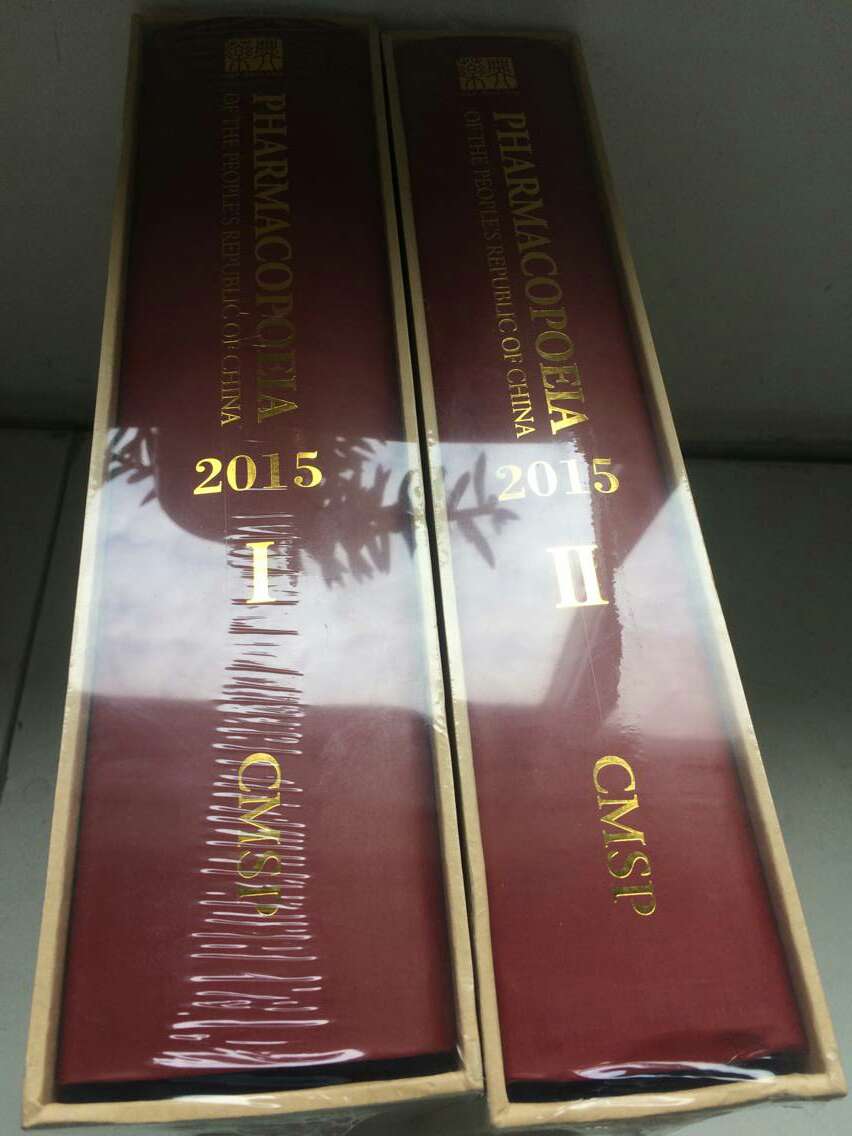 PHARMACOPOEIA
OF THE PEOPLE'S REPUBLIC OF CHINA
2015
I
CMSP
PHARMACOPOEIA
OF THE PEOPLE'S REPUBLIC OF CHINA
2015
II
CMSP